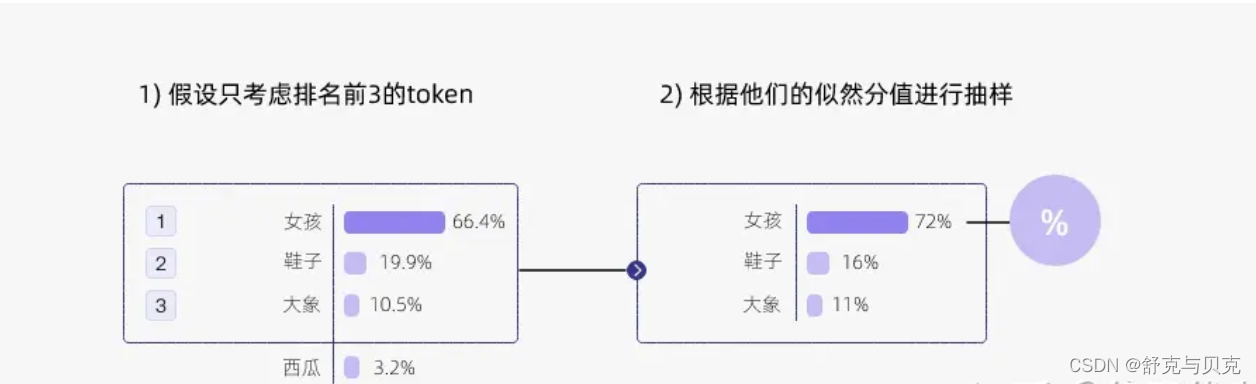 1) 假设只考虑排名前3的token
2) 根据他们的似然分值进行抽样
1 女孩 66.4%
2 鞋子 19.9%
3 大象 10.5%
西瓜 3.2%
女孩 72%
鞋子 16%
大象 11%
%
CSDN @舒克与贝克